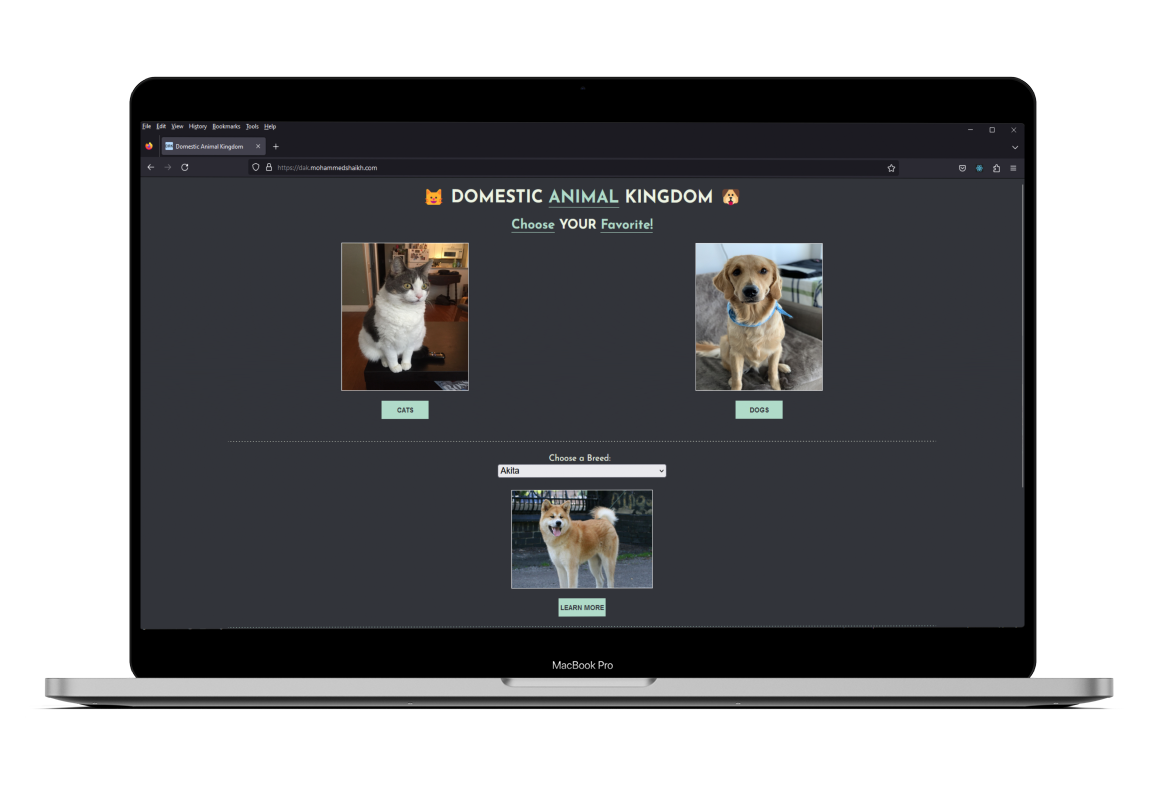 File Edit View History Bookmarks Tools Help
Domestic Animal Kingdom
https://dak.mohammedshaikh.com
DOMESTIC ANIMAL KINGDOM
Choose YOUR Favorite!
CATS
DOGS
Choose a Breed:
Akita
LEARN MORE
MacBook Pro